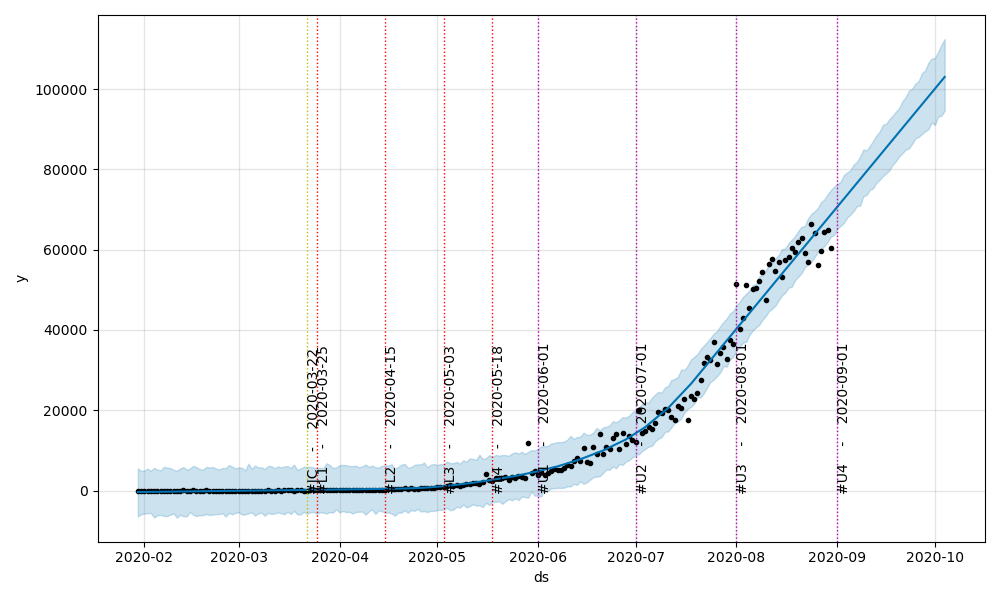 100000
80000
60000
40000
20000
0
y
#JC - 2020-03-22
#L1 - 2020-03-25
#L2 - 2020-04-15
#L3 - 2020-05-03
#L4 - 2020-05-18
#U1 - 2020-06-01
#U2 - 2020-07-01
#U3 - 2020-08-01
#U4 - 2020-09-01
2020-02
2020-03
2020-04
2020-05
2020-06
2020-07
2020-08
2020-09
2020-10
ds